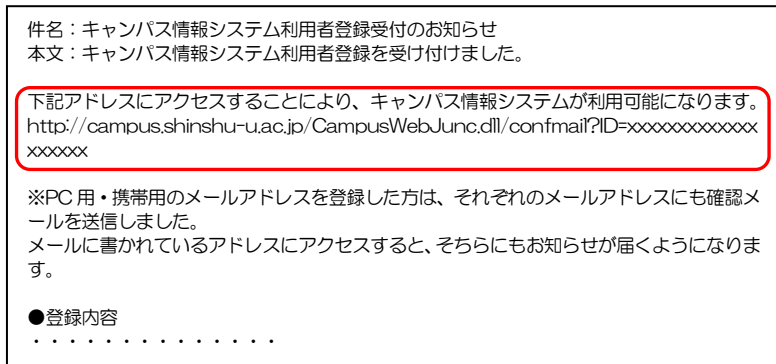 件名：キャンパス情報システム利用者登録受付のお知らせ
本文：キャンパス情報システム利用者登録を受け付けました。
下記アドレスにアクセスすることにより、キャンパス情報システムが利用可能になります。
http://campus.shinshu-u.ac.jp/CampusWebJunc.dll/confmail?ID=xxxxxxxxxxxxx
xxxxxx
※PC 用・携帯用のメールアドレスを登録した方は、それぞれのメールアドレスにも確認メ
ールを送信しました。
メールに書かれているアドレスにアクセスすると、そちらにもお知らせが届くようになりま
す。
●登録内容
・・・・・・・・・・・・・・